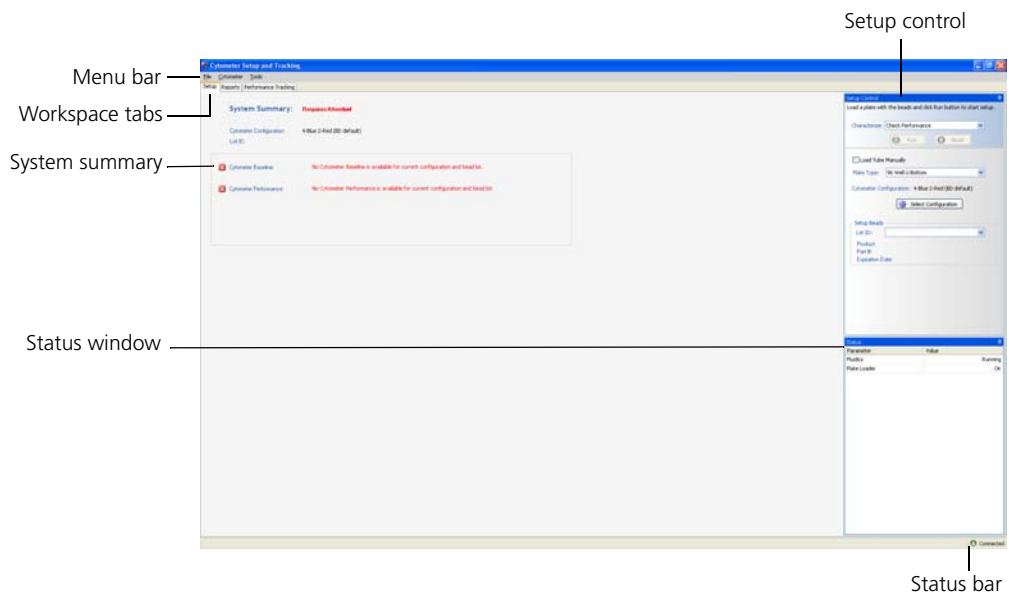 Setup control
Menu bar
Workspace tabs
System summary
Status window
Status bar
Cytometer Setup and Tracking
File Cytometer Tools
Setup Reports Performance Tracking
System Summary: Requires Attention!
Cytometer Configuration: 4-Blue 2-Red (BD default)
Lot ID:
Cytometer Baseline: No Cytometer Baseline is available for current configuration and bead lot.
Cytometer Performance: No Cytometer Performance is available for current configuration and bead lot.
Setup Control
Load a plate with the beads and click Run button to start setup.
Characterize: Check Performance
Run Abort
Load Tube Manually
Plate Type: 96 Well U-Bottom
Cytometer Configuration: 4-Blue 2-Red (BD default)
Select Configuration
Setup Beads
Lot ID:
Product:
Part #:
Expiration Date:
Status
Parameter Value
Fluidics Running
Plate Loader OK
Connected